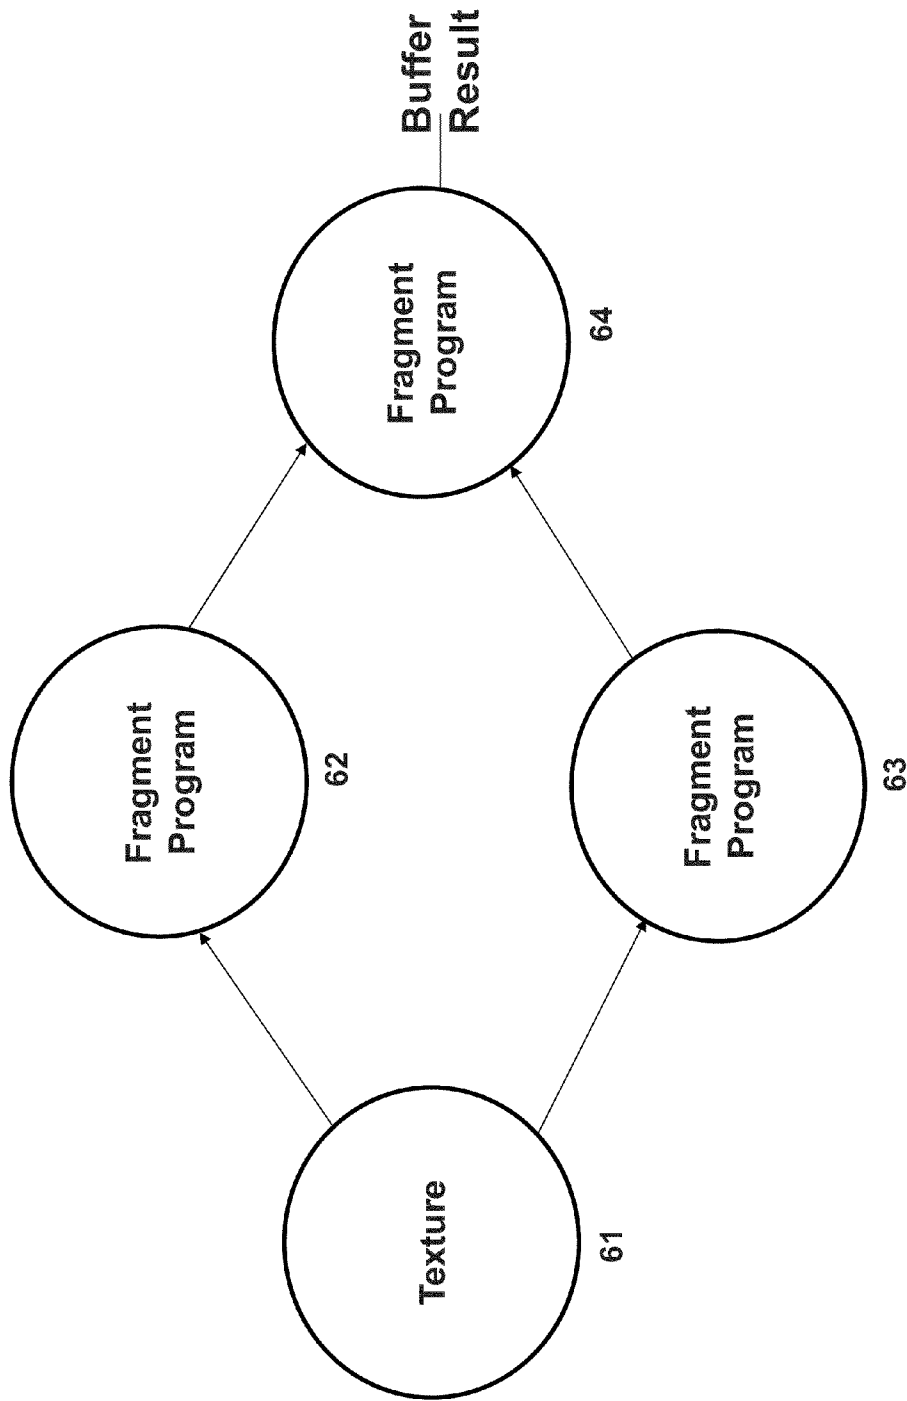 Texture
61
Fragment
Program
62
Fragment
Program
63
Fragment
Program
64
Buffer
Result